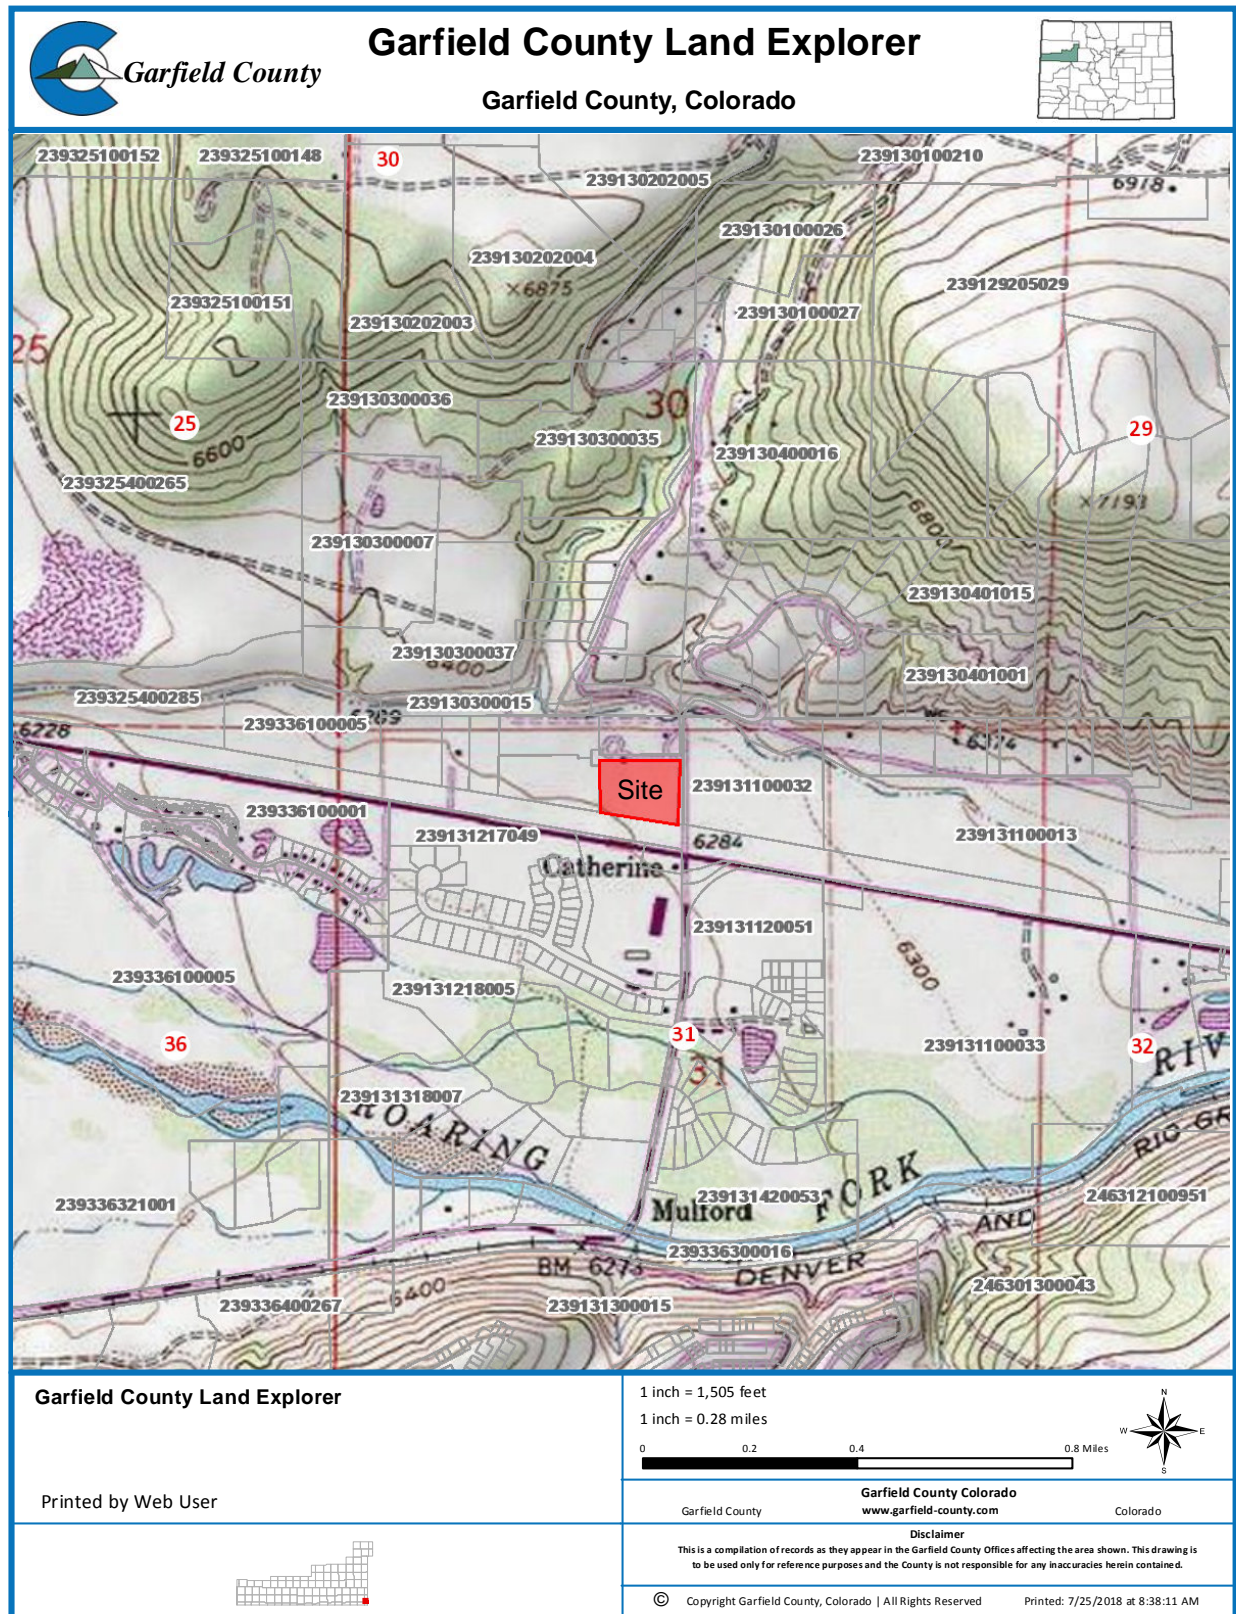 Garfield County
Garfield County Land Explorer
Garfield County, Colorado
239325100152
239325100148
30
239130202005
239130100210
6918
239130100026
239130202004
×6875
239129205029
239325100151
239130202003
239130100027
25
239130300036
30
25
29
239130300035
6600
239130400016
239325400265
×7193
6800
239130300007
239130401015
239130300037
6400
239130401001
239325400285
239130300015
239336100005
6228
Site
239131100032
239336100001
239131217049
6284
239131100013
Catherine
239131120051
6300
239336100005
239131218005
36
31
32
239131100033
31
RIV
239131318007
ROARING
FORK
RIO GR
239336321001
239131420053
246312100951
Mulford
AND
239336300016
BM 6273
DENVER
246301300043
6400
239336400267
239131300015
Garfield County Land Explorer
Printed by Web User
1 inch = 1,505 feet
1 inch = 0.28 miles
0 0.2 0.4 0.8 Miles
N
W E
S
Garfield County Colorado
Garfield County www.garfield-county.com Colorado
Disclaimer
This is a compilation of records as they appear in the Garfield County Offices affecting the area shown. This drawing is
to be used only for reference purposes and the County is not responsible for any inaccuracies herein contained.
© Copyright Garfield County, Colorado | All Rights Reserved Printed: 7/25/2018 at 8:38:11 AM